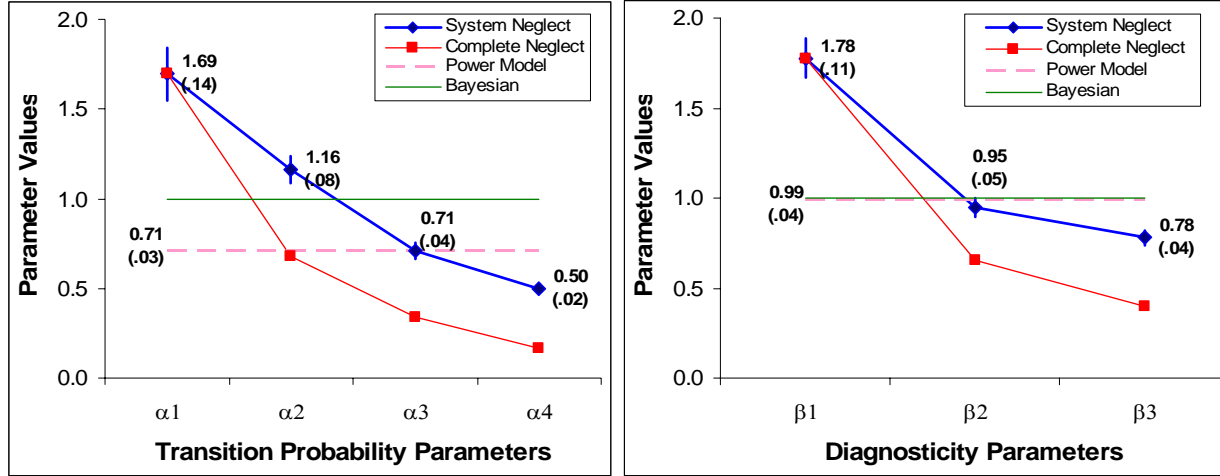 2.0
1.5
1.0
0.5
0.0
Parameter Values
System Neglect
Complete Neglect
Power Model
Bayesian
1.69
(.14)
1.16
(.08)
0.71
(.03)
0.71
(.04)
0.50
(.02)
α1 α2 α3 α4
Transition Probability Parameters
2.0
1.5
1.0
0.5
0.0
Parameter Values
System Neglect
Complete Neglect
Power Model
Bayesian
1.78
(.11)
0.99
(.04)
0.95
(.05)
0.78
(.04)
β1 β2 β3
Diagnosticity Parameters